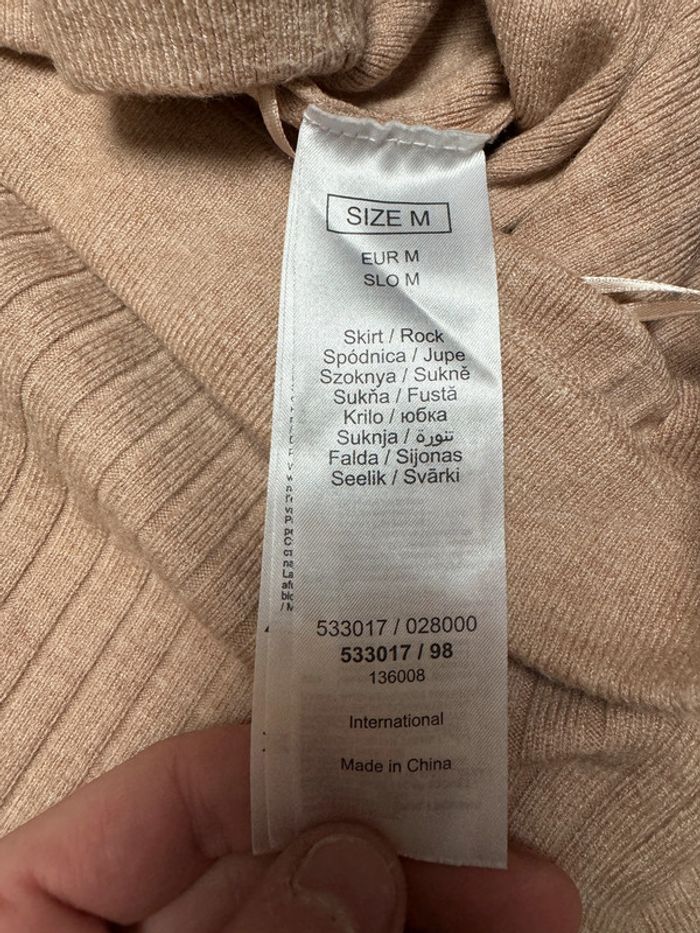 SIZE M
EUR M
SLO M
Skirt / Rock
Spódnica / Jupe
Szoknya / Sukně
Sukňa / Fustă
Krilo / юбка
Suknja / تنورة
Falda / Sijonas
Seelik / Svārki
533017 / 028000
533017 / 98
136008
International
Made in China